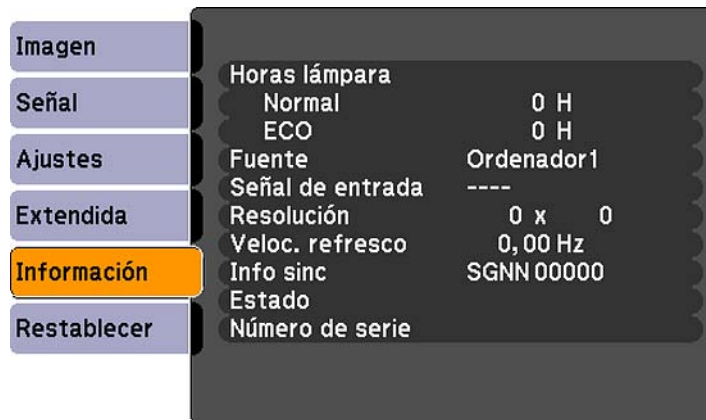 Imagen
Señal
Ajustes
Extendida
Información
Restablecer
Horas lámpara
Normal 0 H
ECO 0 H
Fuente Ordenador1
Señal de entrada ----
Resolución 0 x 0
Veloc. refresco 0,00 Hz
Info sinc SGNN 00000
Estado
Número de serie